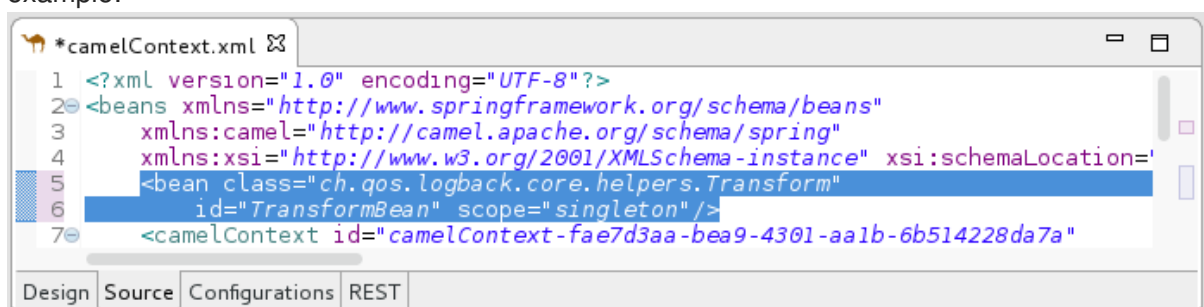 example:
*camelContext.xml
1 <?xml version="1.0" encoding="UTF-8"?>
2 <beans xmlns="http://www.springframework.org/schema/beans"
3 xmlns:camel="http://camel.apache.org/schema/spring"
4 xmlns:xsi="http://www.w3.org/2001/XMLSchema-instance" xsi:schemaLocation="
5 <bean class="ch.qos.logback.core.helpers.Transform"
6 id="TransformBean" scope="singleton"/>
7 <camelContext id="camelContext-fae7d3aa-bea9-4301-aa1b-6b514228da7a"
Design Source Configurations REST